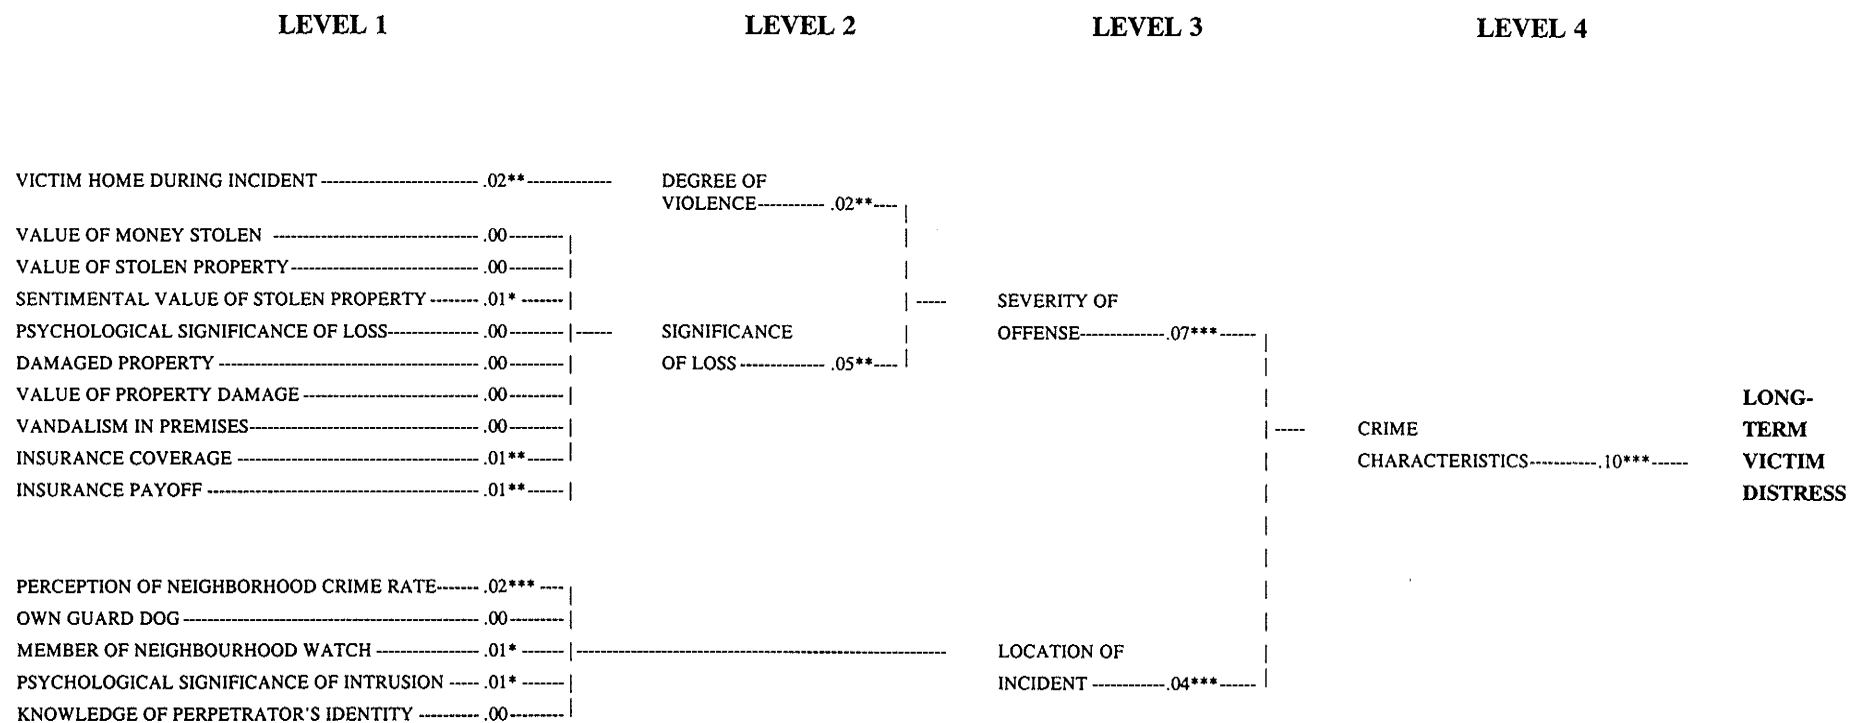 LEVEL 1 LEVEL 2 LEVEL 3 LEVEL 4
VICTIM HOME DURING INCIDENT .02** DEGREE OF
VIOLENCE .02**
VALUE OF MONEY STOLEN .00
VALUE OF STOLEN PROPERTY .00
SENTIMENTAL VALUE OF STOLEN PROPERTY .01* SEVERITY OF
PSYCHOLOGICAL SIGNIFICANCE OF LOSS .00 SIGNIFICANCE OFFENSE .07***
DAMAGED PROPERTY .00 OF LOSS .05**
VALUE OF PROPERTY DAMAGE .00 LONG-
VANDALISM IN PREMISES .00 CRIME TERM
INSURANCE COVERAGE .01** CHARACTERISTICS .10*** VICTIM
INSURANCE PAYOFF .01** DISTRESS
PERCEPTION OF NEIGHBORHOOD CRIME RATE .02***
OWN GUARD DOG .00
MEMBER OF NEIGHBOURHOOD WATCH .01* LOCATION OF
PSYCHOLOGICAL SIGNIFICANCE OF INTRUSION .01* INCIDENT .04***
KNOWLEDGE OF PERPETRATOR'S IDENTITY .00